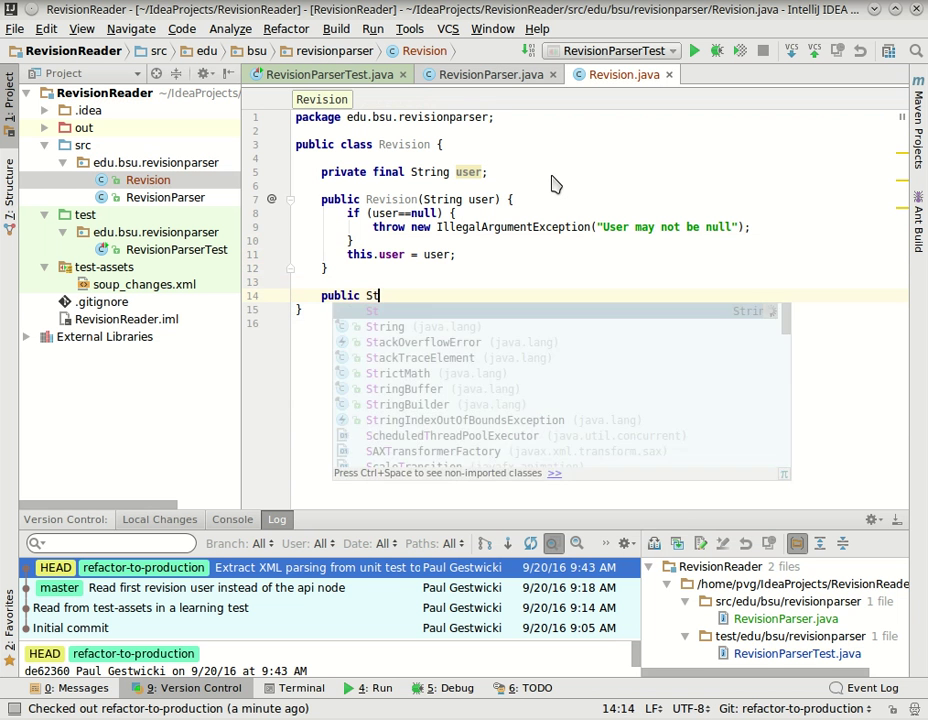 RevisionReader - [~/IdeaProjects/RevisionReader] - [RevisionReader] - ~/IdeaProjects/RevisionReader/src/edu/bsu/revisionparser/Revision.java - IntelliJ IDEA ...
File Edit View Navigate Code Analyze Refactor Build Run Tools VCS Window Help
RevisionReader src edu bsu revisionparser Revision RevisionParserTest VCS VCS
1: Project
7: Structure
2: Favorites
Project
RevisionReader ~/IdeaProjects/
.idea
out
src
edu.bsu.revisionparser
Revision
RevisionParser
test
edu.bsu.revisionparser
RevisionParserTest
test-assets
soup_changes.xml
.gitignore
RevisionReader.iml
External Libraries
RevisionParserTest.java RevisionParser.java Revision.java
Revision
1 package edu.bsu.revisionparser;
2
3 public class Revision {
4
5 private final String user;
6
7 @ public Revision(String user) {
8 if (user==null) {
9 throw new IllegalArgumentException("User may not be null");
10 }
11 this.user = user;
12 }
13
14 public St
15 }
16
St Strin
String (java.lang)
StackOverflowError (java.lang)
StackTraceElement (java.lang)
StrictMath (java.lang)
StringBuffer (java.lang)
StringBuilder (java.lang)
StringIndexOutOfBoundsException (java.lang)
ScheduledThreadPoolExecutor (java.util.concurrent)
SAXTransformerFactory (javax.xml.transform.sax)
ScaleTransition (javafx.animation)
Press Ctrl+Space to see non-imported classes >> π
Maven Projects
Ant Build
Version Control: Local Changes Console Log
Branch: All User: All Date: All Paths: All
HEAD refactor-to-production Extract XML parsing from unit test to Paul Gestwicki 9/20/16 9:43 AM
master Read first revision user instead of the api node Paul Gestwicki 9/20/16 9:18 AM
Read from test-assets in a learning test Paul Gestwicki 9/20/16 9:14 AM
Initial commit Paul Gestwicki 9/20/16 9:05 AM
HEAD refactor-to-production
de62360 Paul Gestwicki on 9/20/16 at 9:43 AM
RevisionReader 2 files
/home/pvg/IdeaProjects/RevisionReade
src/edu/bsu/revisionparser 1 file
RevisionParser.java
test/edu/bsu/revisionparser 1 file
RevisionParserTest.java
0: Messages 9: Version Control Terminal 4: Run 5: Debug 6: TODO Event Log
Checked out refactor-to-production (a minute ago) 14:14 LF UTF-8 Git: refactor-to-production